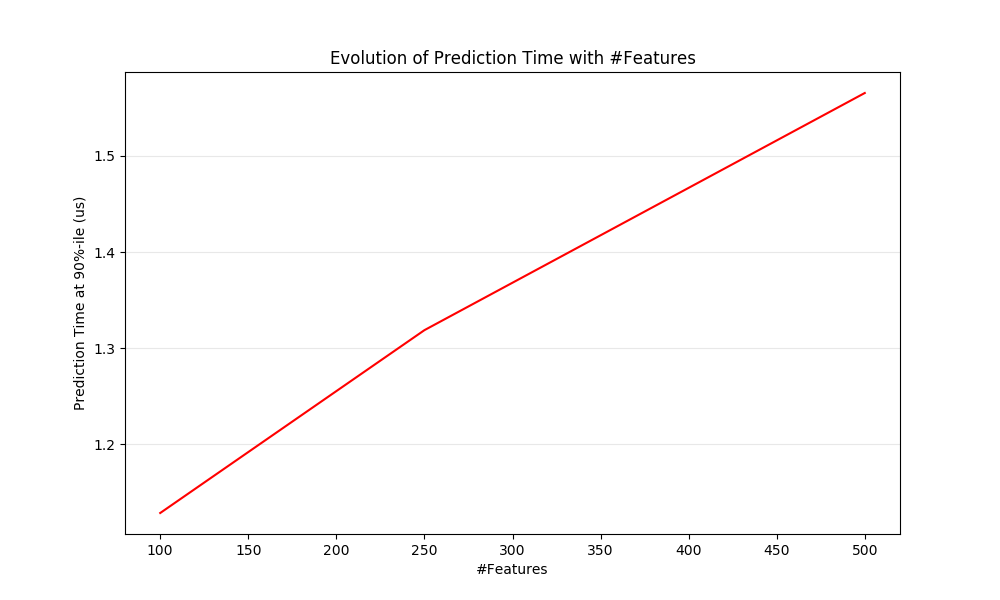 Evolution of Prediction Time with #Features
Prediction Time at 90%-ile (us)
1.5
1.4
1.3
1.2
100 150 200 250 300 350 400 450 500
#Features